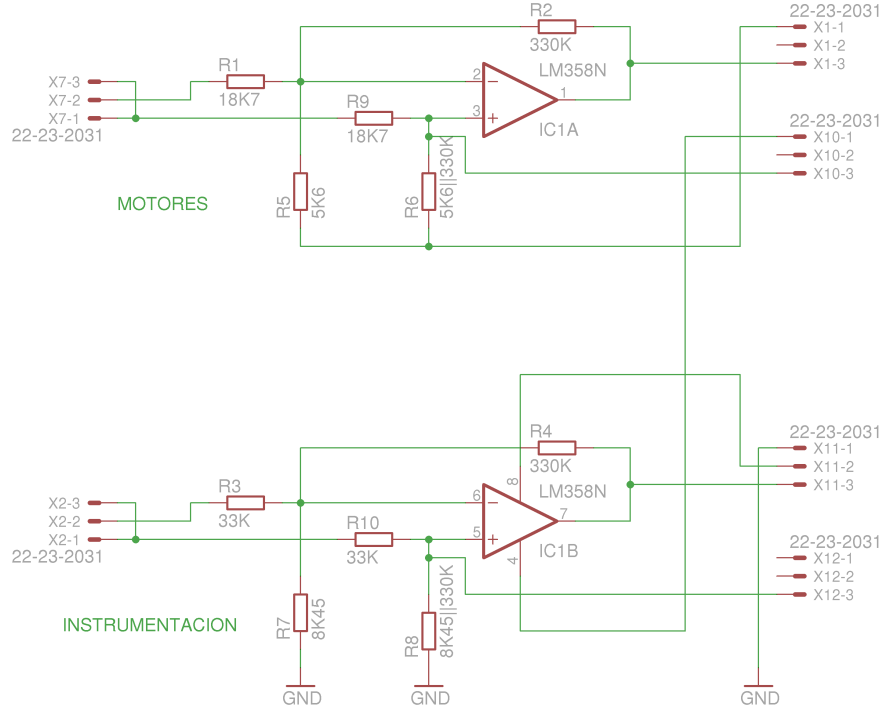 22-23-2031
X1-1
X1-2
X1-3
R2
330K
LM358N
2
1
3
IC1A
R1
18K7
R9
18K7
X7-3
X7-2
X7-1
22-23-2031
22-23-2031
X10-1
X10-2
X10-3
R5
5K6
R6
5K6||330K
MOTORES
22-23-2031
X11-1
X11-2
X11-3
R4
330K
LM358N
8
6
7
5
4
IC1B
R3
33K
R10
33K
X2-3
X2-2
X2-1
22-23-2031
22-23-2031
X12-1
X12-2
X12-3
R7
8K45
R8
8K45||330K
INSTRUMENTACION
GND
GND
GND